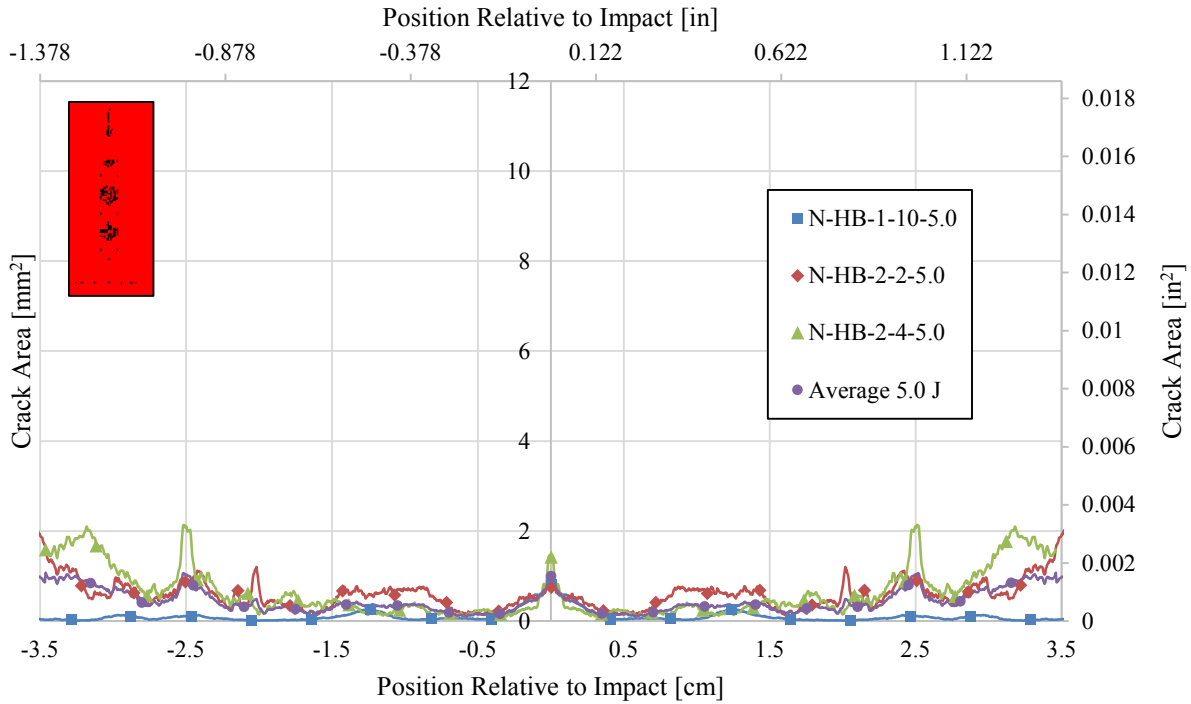 Position Relative to Impact [in]
-1.378 -0.878 -0.378 0.122 0.622 1.122
12
10
8
6
4
2
0
Crack Area [mm²]
0.018
0.016
0.014
0.012
0.01
0.008
0.006
0.004
0.002
0
Crack Area [in²]
N-HB-1-10-5.0
N-HB-2-2-5.0
N-HB-2-4-5.0
Average 5.0 J
-3.5 -2.5 -1.5 -0.5 0.5 1.5 2.5 3.5
Position Relative to Impact [cm]